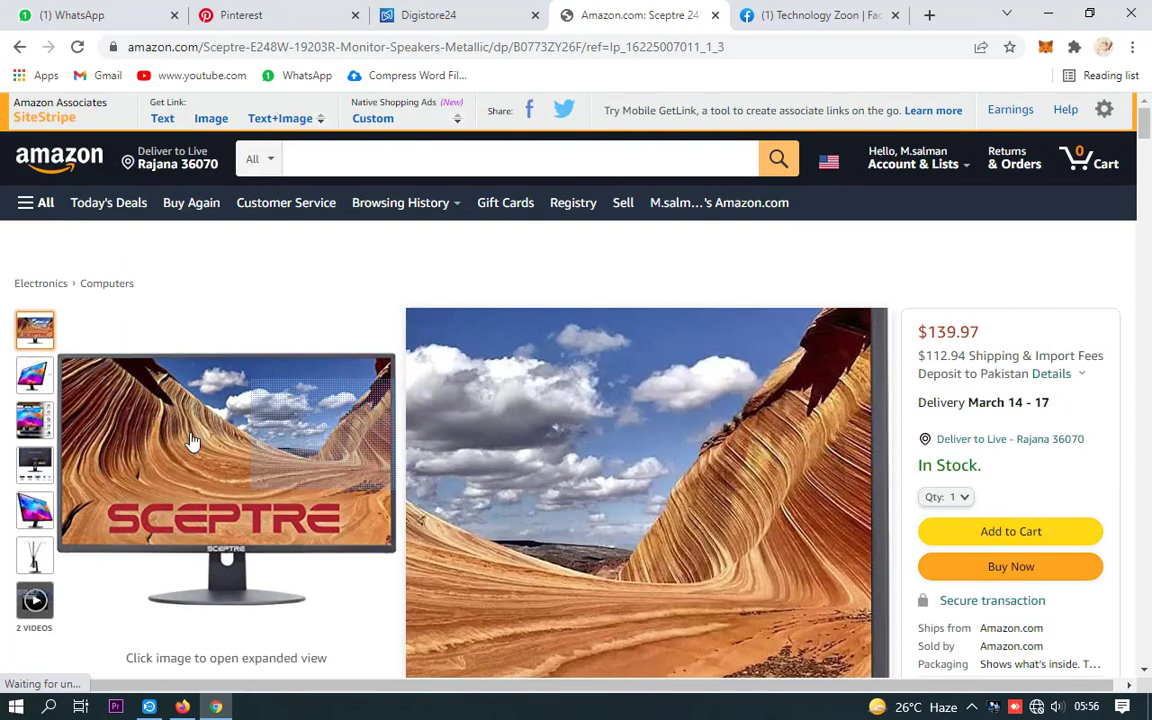 (1) WhatsApp
Pinterest
Digistore24
Amazon.com: Sceptre 24"
(1) Technology Zoon | Fac
amazon.com/Sceptre-E248W-19203R-Monitor-Speakers-Metallic/dp/B0773ZY26F/ref=lp_16225007011_1_3
Apps
Gmail
www.youtube.com
WhatsApp
Compress Word Fil...
Reading list
Amazon Associates
SiteStripe
Get Link:
Text
Image
Text+Image
Native Shopping Ads (New)
Custom
Share:
Try Mobile GetLink, a tool to create associate links on the go. Learn more
Earnings
Help
amazon
Deliver to Live
Rajana 36070
All
Hello, M.salman
Account & Lists
Returns
& Orders
0
Cart
All
Today's Deals
Buy Again
Customer Service
Browsing History
Gift Cards
Registry
Sell
M.salm...'s Amazon.com
Electronics › Computers
SCEPTRE
SCEPTRE
2 VIDEOS
Click image to open expanded view
$139.97
$112.94 Shipping & Import Fees
Deposit to Pakistan Details
Delivery March 14 - 17
Deliver to Live - Rajana 36070
In Stock.
Qty: 1
Add to Cart
Buy Now
Secure transaction
Ships from Amazon.com
Sold by Amazon.com
Packaging Shows what's inside. T...
Waiting for un...
Pr
26°C Haze
05:56